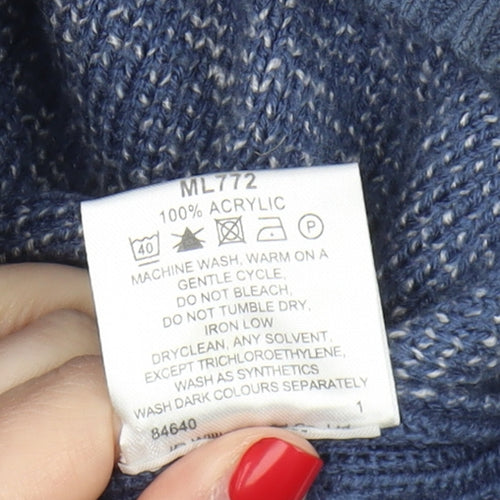 ML772
100% ACRYLIC
40 P
MACHINE WASH, WARM ON A
GENTLE CYCLE,
DO NOT BLEACH,
DO NOT TUMBLE DRY,
IRON LOW
DRYCLEAN, ANY SOLVENT,
EXCEPT TRICHLOROETHYLENE,
WASH AS SYNTHETICS
WASH DARK COLOURS SEPARATELY
84640 1